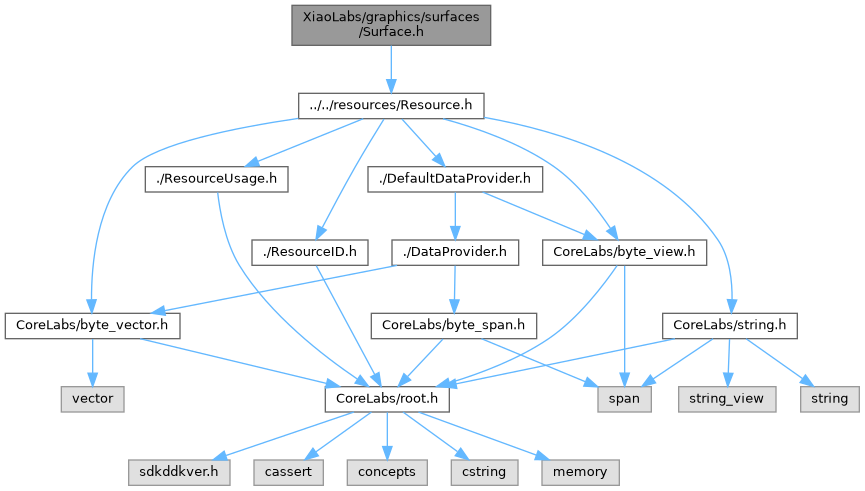 XiaoLabs/graphics/surfaces
/Surface.h
../../resources/Resource.h
./ResourceUsage.h
./DefaultDataProvider.h
./ResourceID.h
./DataProvider.h
CoreLabs/byte_view.h
CoreLabs/byte_vector.h
CoreLabs/byte_span.h
CoreLabs/string.h
vector
CoreLabs/root.h
span
string_view
string
sdkddkver.h
cassert
concepts
cstring
memory